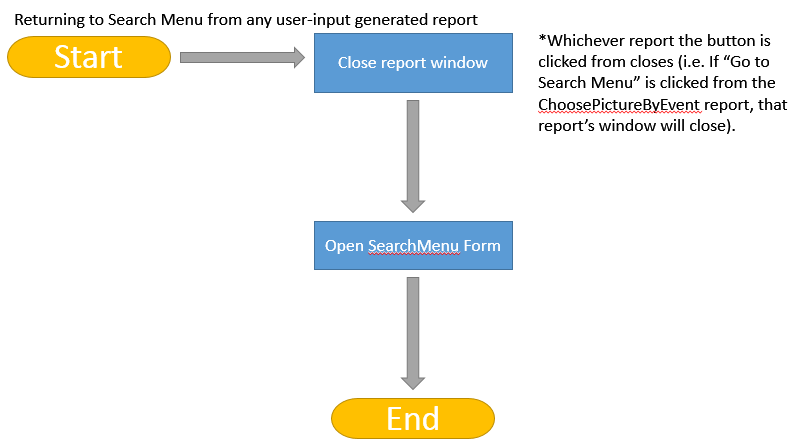 Returning to Search Menu from any user-input generated report
Start
Close report window
*Whichever report the button is
clicked from closes (i.e. If “Go to
Search Menu” is clicked from the
ChoosePictureByEvent report, that
report’s window will close).
Open SearchMenu Form
End